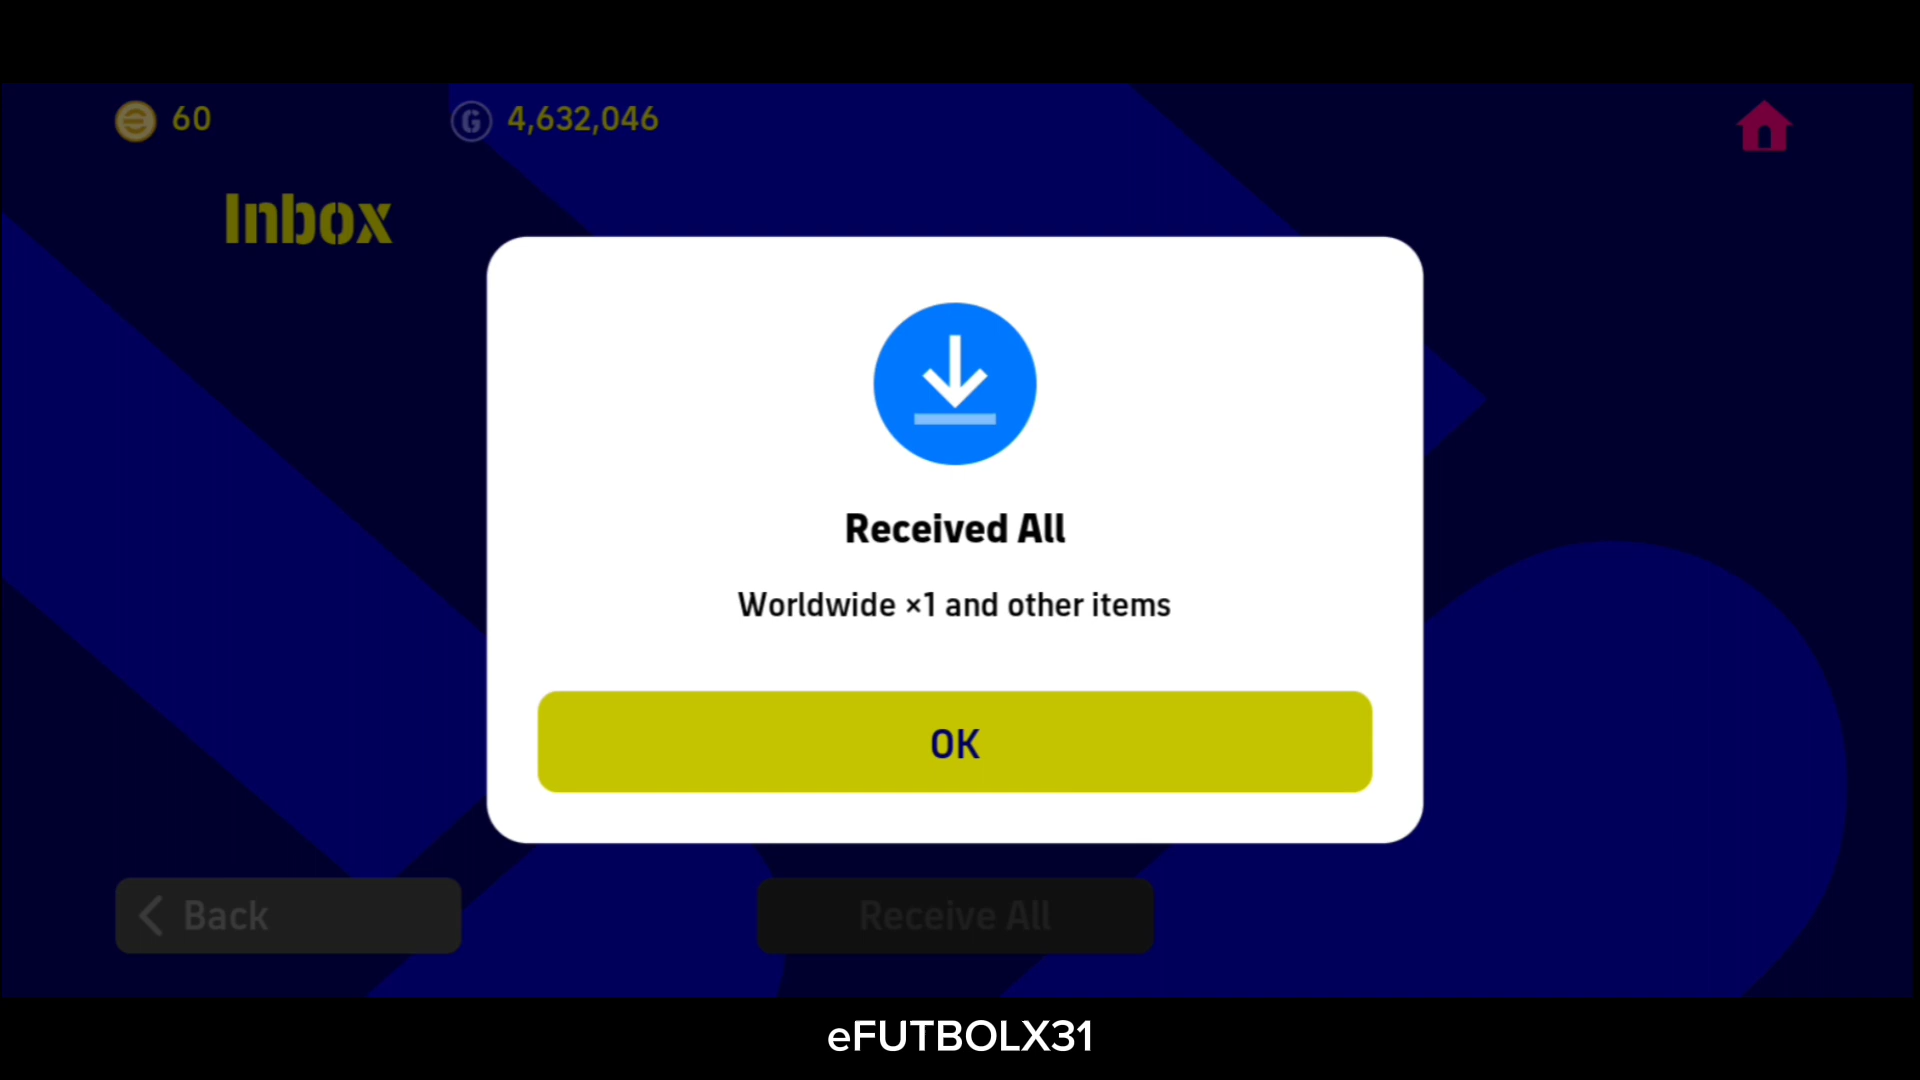 60
4,632,046
Inbox
Received All
Worldwide ×1 and other items
OK
Back
Receive All
eFUTBOLX31